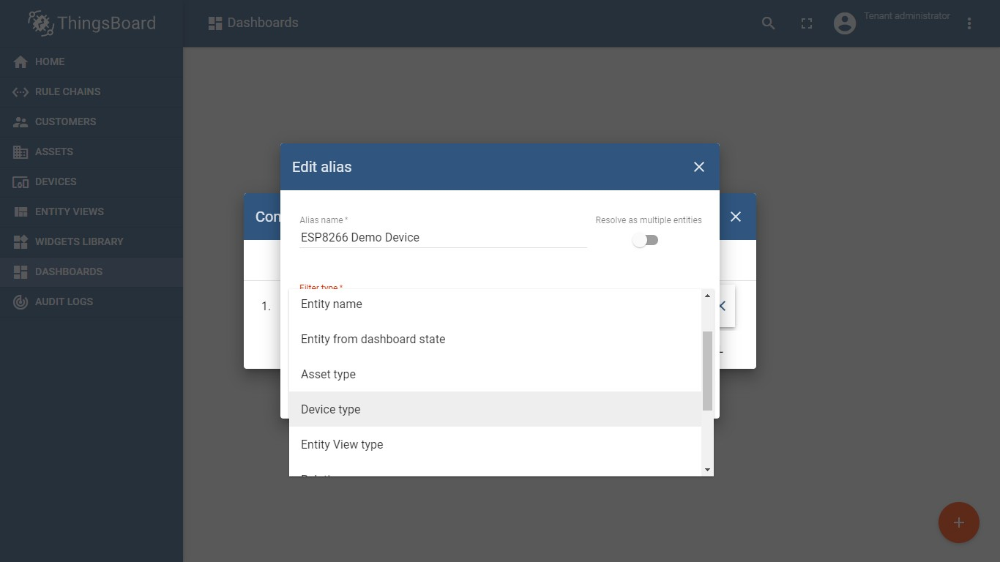 ThingsBoard
Dashboards
Tenant administrator
HOME
RULE CHAINS
CUSTOMERS
ASSETS
DEVICES
ENTITY VIEWS
WIDGETS LIBRARY
DASHBOARDS
AUDIT LOGS
Edit alias
Con
Alias name *
Resolve as multiple entities
ESP8266 Demo Device
Filter type *
1.
Entity name
Entity from dashboard state
Asset type
Device type
Entity View type